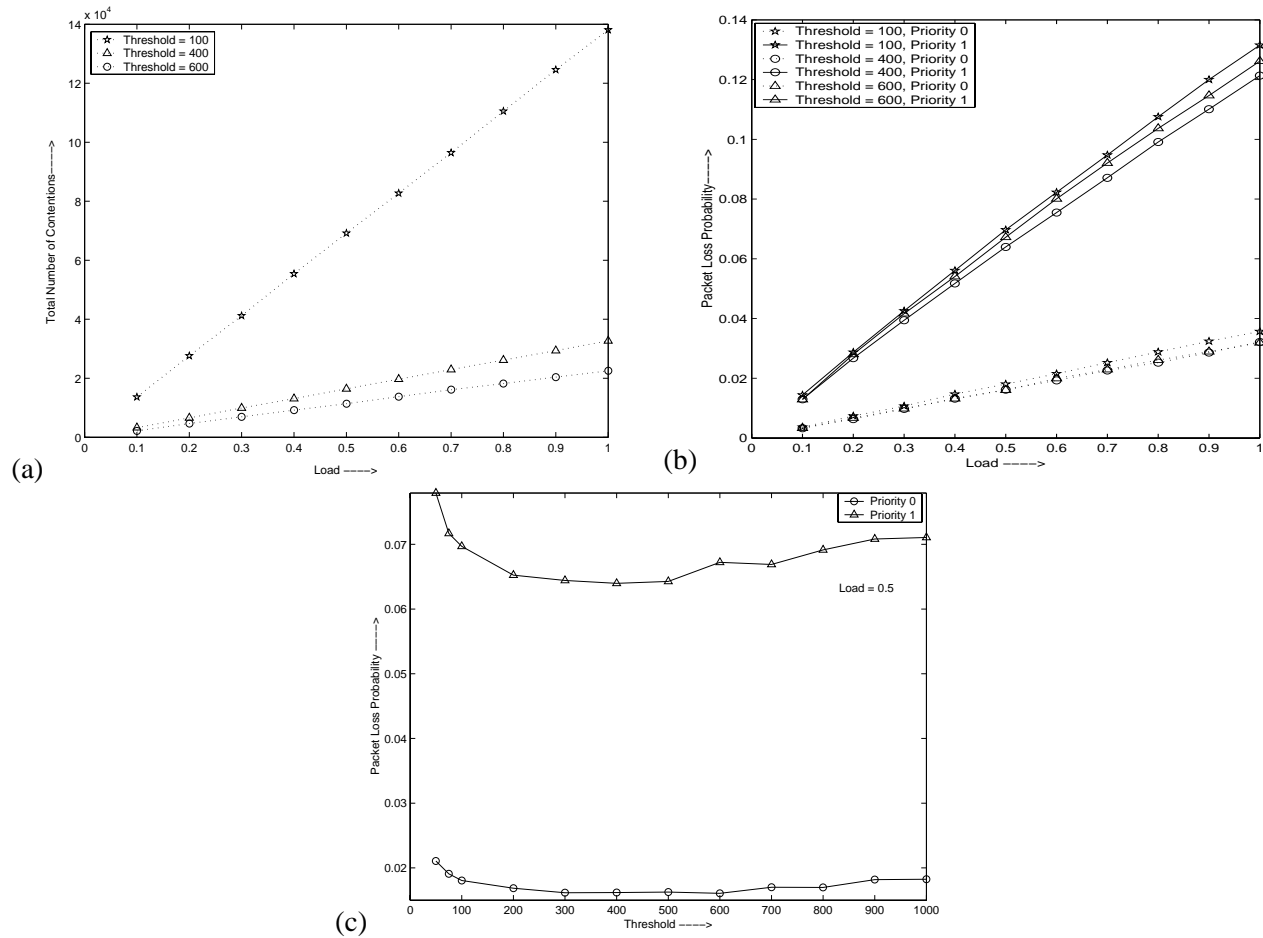 x 10⁴
14
12
10
8
6
4
2
0
Total Number of Contentions---->
Threshold = 100
Threshold = 400
Threshold = 600
0.1 0.2 0.3 0.4 0.5 0.6 0.7 0.8 0.9 1
Load ---->
(a)
0.14
0.12
0.1
0.08
0.06
0.04
0.02
0
Packet Loss Probability---->
Threshold = 100, Priority 0
Threshold = 100, Priority 1
Threshold = 400, Priority 0
Threshold = 400, Priority 1
Threshold = 600, Priority 0
Threshold = 600, Priority 1
0.1 0.2 0.3 0.4 0.5 0.6 0.7 0.8 0.9 1
Load ---->
(b)
0.07
0.06
0.05
0.04
0.03
0.02
Packet Loss Probability ---->
Priority 0
Priority 1
Load = 0.5
0 100 200 300 400 500 600 700 800 900 1000
Threshold ---->
(c)